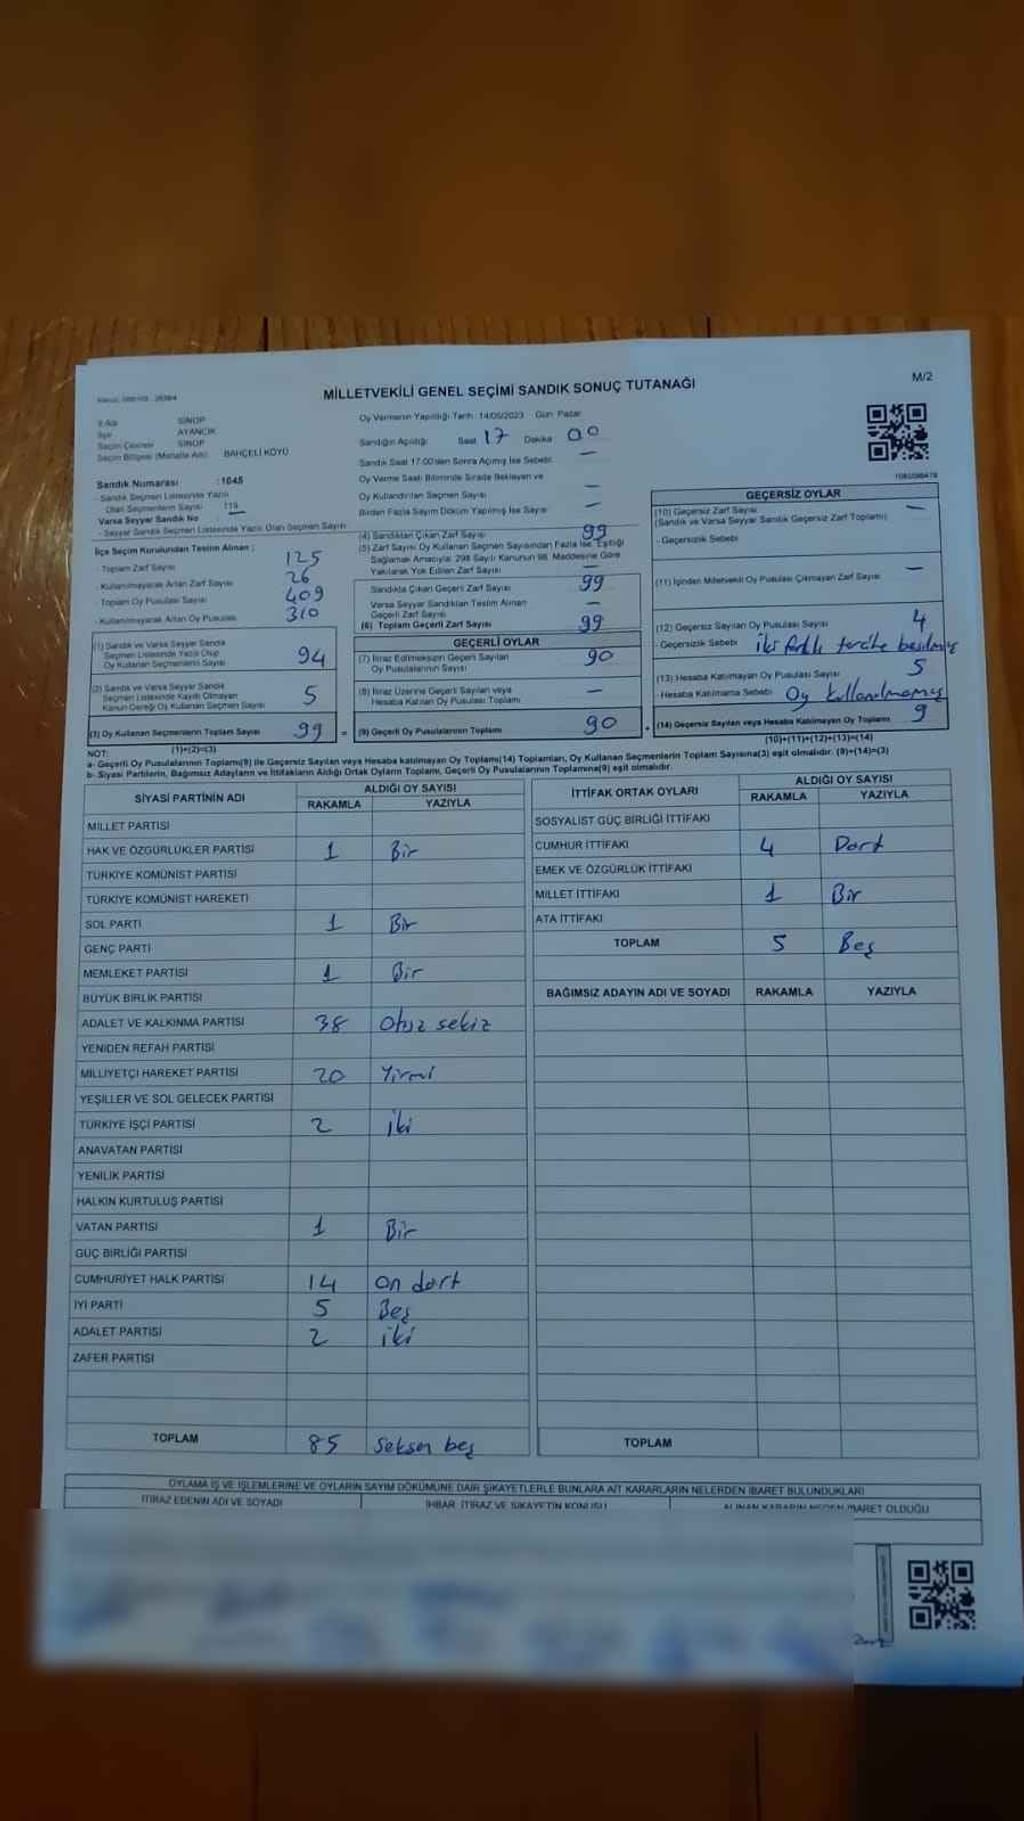 MİLLETVEKİLİ GENEL SEÇİMİ SANDIK SONUÇ TUTANAĞI
M/2
İl Adı SİNOP
İlçe AYANCIK
Seçim Çevresi SİNOP
Seçim Bölgesi (Mahalle Adı) BAHÇELİ KÖYÜ
Sandık Numarası : 1045
- Sandık Seçmen Listesinde Yazılı
Olan Seçmenlerin Sayısı 119
Varsa Seyyar Sandık No
- Seyyar Sandık Seçmen Listesinde Yazılı Olan Seçmen Sayısı
İlçe Seçim Kurulundan Teslim Alınan :
- Toplam Zarf Sayısı 125
- Kullanılmayarak Artan Zarf Sayısı 26
- Toplam Oy Pusulası Sayısı 409
- Kullanılmayarak Artan Oy Pusulası 310
(1) Sandık ve Varsa Seyyar Sandık
Seçmen Listesinde Yazılı Olup
Oy Kullanan Seçmenlerin Sayısı 94
(2) Sandık ve Varsa Seyyar Sandık
Seçmen Listesinde Kayıtlı Olmayan
Kanun Gereği Oy Kullanan Seçmen Sayısı 5
(3) Oy Kullanan Seçmenlerin Toplam Sayısı 99 =
(1)+(2)=(3)
Oy Vermenin Yapıldığı Tarih: 14/05/2023 Gün: Pazar
Sandığın Açıldığı Saat 17 Dakika 00
Sandık Saat 17:00'den Sonra Açılmış İse Sebebi: —
Oy Verme Saati Bitiminde Sırada Bekleyen ve
Oy Kullandırılan Seçmen Sayısı —
Birden Fazla Sayım Döküm Yapılmış İse Sayısı —
(4) Sandıktan Çıkan Zarf Sayısı 99
(5) Zarf Sayısı Oy Kullanan Seçmen Sayısından Fazla İse, Eşitliği
Sağlamak Amacıyla 298 Sayılı Kanunun 98. Maddesine Göre
Yakılarak Yok Edilen Zarf Sayısı —
Sandıkta Çıkan Geçerli Zarf Sayısı 99
Varsa Seyyar Sandıktan Teslim Alınan
Geçerli Zarf Sayısı —
(6) Toplam Geçerli Zarf Sayısı 99
GEÇERLİ OYLAR
(7) İtiraz Edilmeksizin Geçerli Sayılan
Oy Pusulalarının Sayısı 90
(8) İtiraz Üzerine Geçerli Sayılan veya
Hesaba Katılan Oy Pusulası Toplamı —
(9) Geçerli Oy Pusulalarının Toplamı 90 +
GEÇERSİZ OYLAR
(10) Geçersiz Zarf Sayısı —
(Sandık ve Varsa Seyyar Sandık Geçersiz Zarf Toplamı)
- Geçersizlik Sebebi
(11) İçinden Milletvekili Oy Pusulası Çıkmayan Zarf Sayısı —
(12) Geçersiz Sayılan Oy Pusulası Sayısı 4
- Geçersizlik Sebebi iki farklı tercihe basılmış
(13) Hesaba Katılmayan Oy Pusulası Sayısı 5
- Hesaba Katılmama Sebebi Oy kullanılmamış
(14) Geçersiz Sayılan veya Hesaba Katılmayan Oy Toplamı 9
(10)+(11)+(12)+(13)=(14)
NOT:
a- Geçerli Oy Pusulalarının Toplamı(9) ile Geçersiz Sayılan veya Hesaba katılmayan Oy Toplamı(14) Toplamları, Oy Kullanan Seçmenlerin Toplam Sayısına(3) eşit olmalıdır. (9)+(14)=(3)
b- Siyasi Partilerin, Bağımsız Adayların ve İttifakların Aldığı Ortak Oyların Toplamı, Geçerli Oy Pusulalarının Toplamına(9) eşit olmalıdır.
SİYASİ PARTİNİN ADI ALDIĞI OY SAYISI
RAKAMLA YAZIYLA
MİLLET PARTİSİ
HAK VE ÖZGÜRLÜKLER PARTİSİ 1 Bir
TÜRKİYE KOMÜNİST PARTİSİ
TÜRKİYE KOMÜNİST HAREKETİ
SOL PARTİ 1 Bir
GENÇ PARTİ
MEMLEKET PARTİSİ 1 Bir
BÜYÜK BİRLİK PARTİSİ
ADALET VE KALKINMA PARTİSİ 38 Otuz sekiz
YENİDEN REFAH PARTİSİ
MİLLİYETÇİ HAREKET PARTİSİ 20 Yirmi
YEŞİLLER VE SOL GELECEK PARTİSİ
TÜRKİYE İŞÇİ PARTİSİ 2 iki
ANAVATAN PARTİSİ
YENİLİK PARTİSİ
HALKIN KURTULUŞ PARTİSİ
VATAN PARTİSİ 1 Bir
GÜÇ BİRLİĞİ PARTİSİ
CUMHURİYET HALK PARTİSİ 14 on dört
İYİ PARTİ 5 Beş
ADALET PARTİSİ 2 iki
ZAFER PARTİSİ
TOPLAM 85 Seksen beş
İTTİFAK ORTAK OYLARI ALDIĞI OY SAYISI
RAKAMLA YAZIYLA
SOSYALİST GÜÇ BİRLİĞİ İTTİFAKI
CUMHUR İTTİFAKI 4 Dört
EMEK VE ÖZGÜRLÜK İTTİFAKI
MİLLET İTTİFAKI 1 Bir
ATA İTTİFAKI
TOPLAM 5 Beş
BAĞIMSIZ ADAYIN ADI VE SOYADI RAKAMLA YAZIYLA
TOPLAM
OYLAMA İŞ VE İŞLEMLERİNE VE OYLARIN SAYIM DÖKÜMÜNE DAİR ŞİKAYETLERLE BUNLARA AİT KARARLARIN NELERDEN İBARET BULUNDUKLARI
İTİRAZ EDENİN ADI VE SOYADI İHBAR, İTİRAZ VE ŞİKAYETİN KONUSU ALINAN KARARIN NEDEN İBARET OLDUĞU